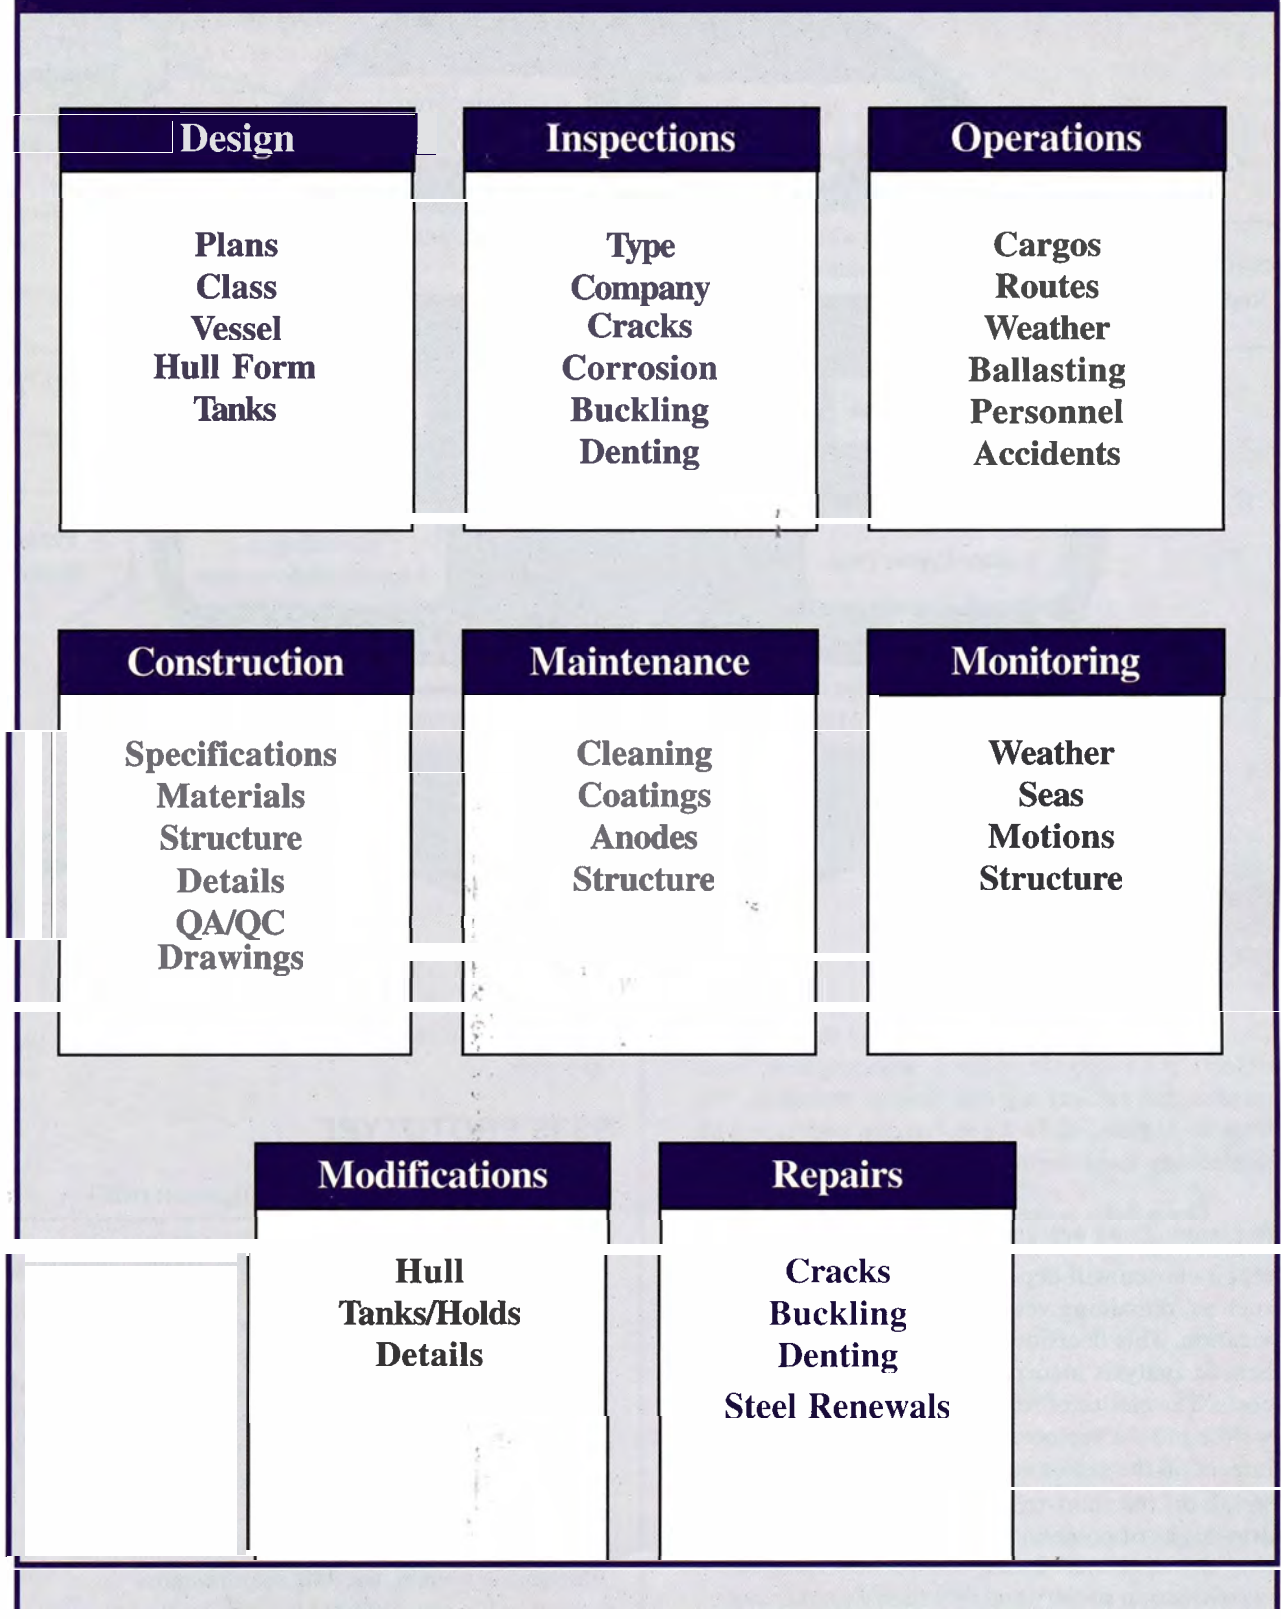 Design
Plans
Class
Vessel
Hull Form
Tanks
Inspections
Type
Company
Cracks
Corrosion
Buckling
Denting
Operations
Cargos
Routes
Weather
Ballasting
Personnel
Accidents
Construction
Specifications
Materials
Structure
Details
QA/QC
Drawings
Maintenance
Cleaning
Coatings
Anodes
Structure
Monitoring
Weather
Seas
Motions
Structure
Modifications
Hull
Tanks/Holds
Details
Repairs
Cracks
Buckling
Denting
Steel Renewals